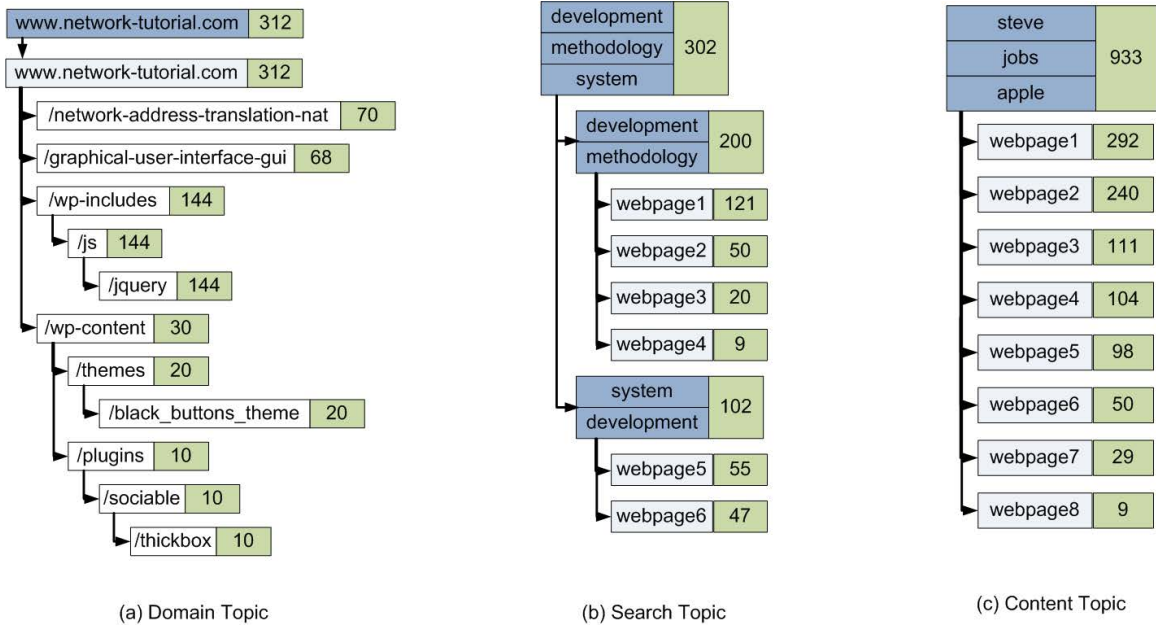 www.network-tutorial.com 312
www.network-tutorial.com 312
/network-address-translation-nat 70
/graphical-user-interface-gui 68
/wp-includes 144
/js 144
/jquery 144
/wp-content 30
/themes 20
/black_buttons_theme 20
/plugins 10
/sociable 10
/thickbox 10
(a) Domain Topic
development
methodology 302
system
development
methodology 200
webpage1 121
webpage2 50
webpage3 20
webpage4 9
system
development 102
webpage5 55
webpage6 47
(b) Search Topic
steve
jobs 933
apple
webpage1 292
webpage2 240
webpage3 111
webpage4 104
webpage5 98
webpage6 50
webpage7 29
webpage8 9
(c) Content Topic